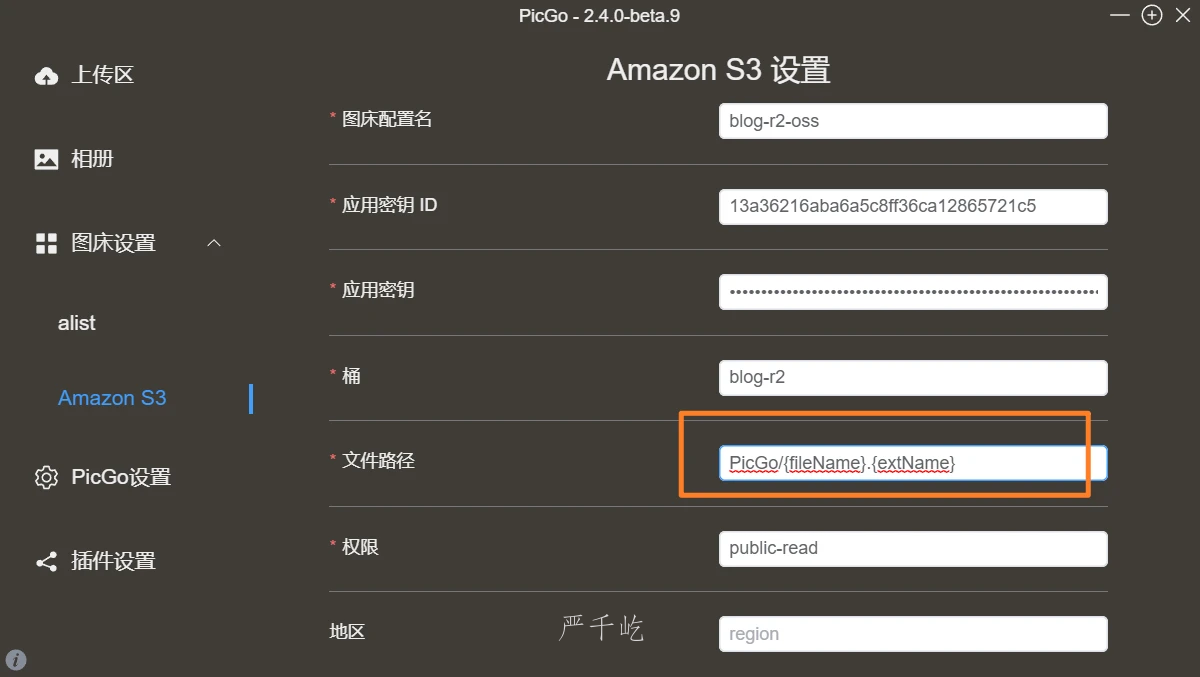 PicGo - 2.4.0-beta.9
上传区
相册
图床设置
alist
Amazon S3
PicGo设置
插件设置
Amazon S3 设置
* 图床配置名
blog-r2-oss
* 应用密钥 ID
13a36216aba6a5c8ff36ca12865721c5
* 应用密钥
* 桶
blog-r2
* 文件路径
PicGo/{fileName}.{extName}
* 权限
public-read
地区
region
严千屹